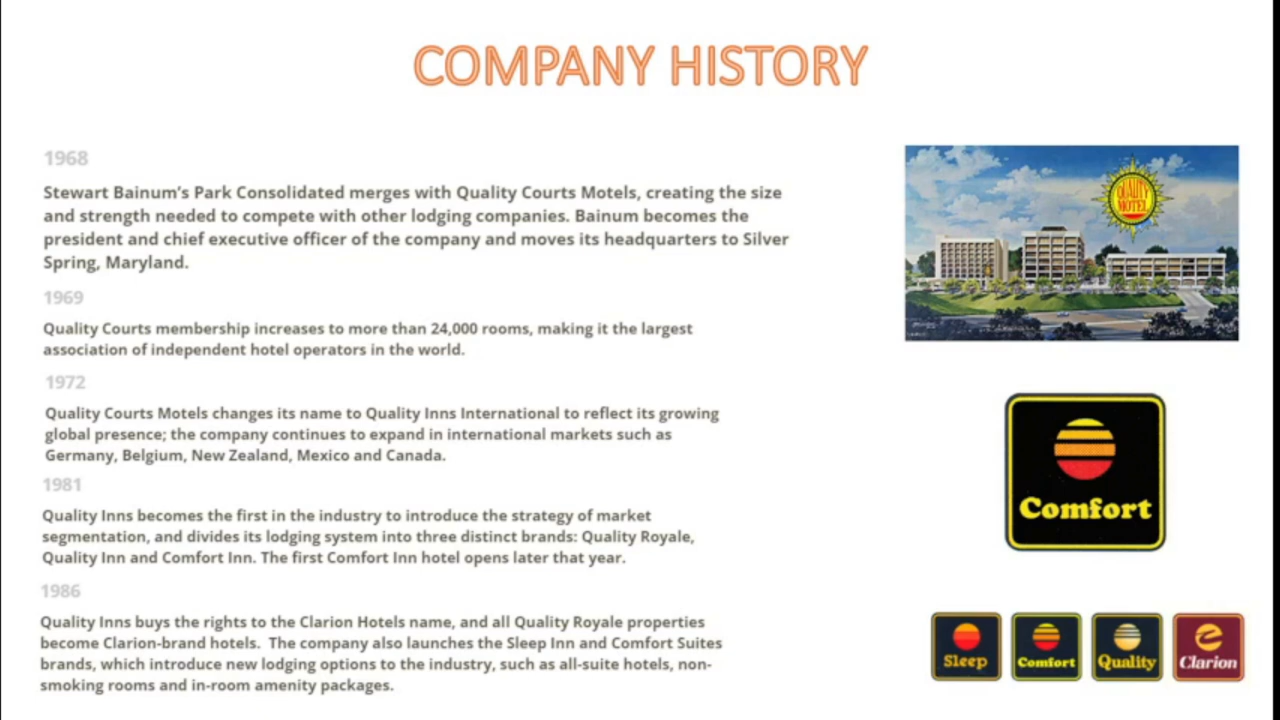 COMPANY HISTORY
1968
Stewart Bainum’s Park Consolidated merges with Quality Courts Motels, creating the size
and strength needed to compete with other lodging companies. Bainum becomes the
president and chief executive officer of the company and moves its headquarters to Silver
Spring, Maryland.
1969
Quality Courts membership increases to more than 24,000 rooms, making it the largest
association of independent hotel operators in the world.
1972
Quality Courts Motels changes its name to Quality Inns International to reflect its growing
global presence; the company continues to expand in international markets such as
Germany, Belgium, New Zealand, Mexico and Canada.
1981
Quality Inns becomes the first in the industry to introduce the strategy of market
segmentation, and divides its lodging system into three distinct brands: Quality Royale,
Quality Inn and Comfort Inn. The first Comfort Inn hotel opens later that year.
1986
Quality Inns buys the rights to the Clarion Hotels name, and all Quality Royale properties
become Clarion-brand hotels.  The company also launches the Sleep Inn and Comfort Suites
brands, which introduce new lodging options to the industry, such as all-suite hotels, non-
smoking rooms and in-room amenity packages.
QUALITY
MOTEL
Comfort
Sleep
Comfort
Quality
Clarion